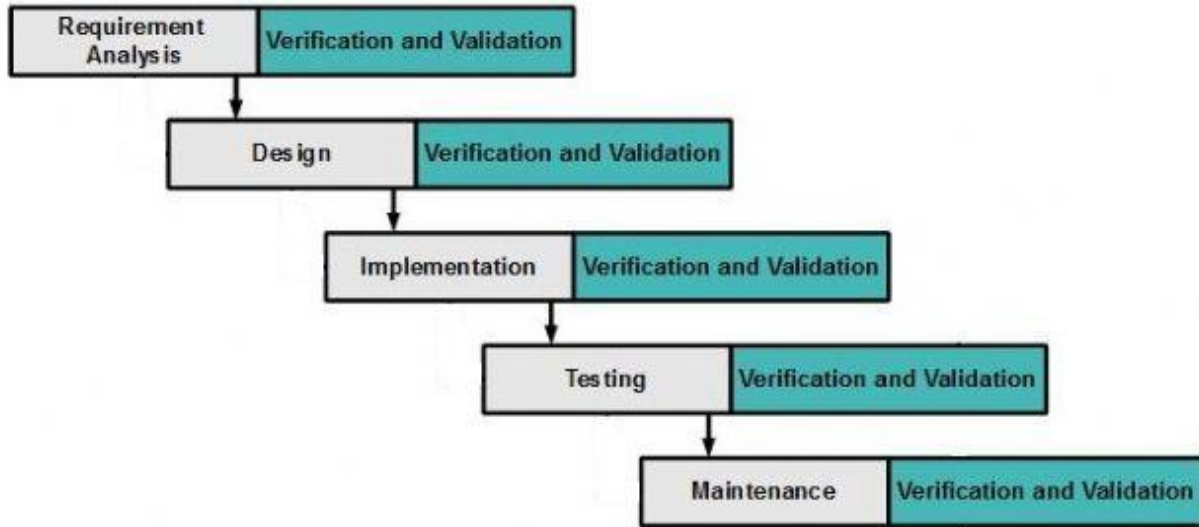 Requirement
Analysis
Verification and Validation
Design
Verification and Validation
Implementation
Verification and Validation
Testing
Verification and Validation
Maintenance
Verification and Validation